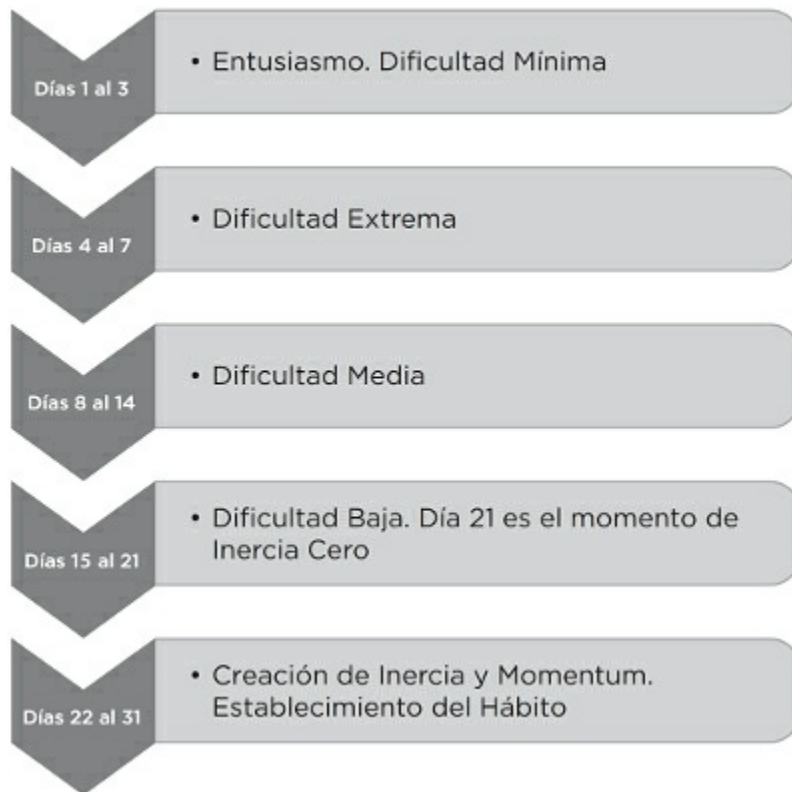 Días 1 al 3
• Entusiasmo. Dificultad Mínima
Días 4 al 7
• Dificultad Extrema
Días 8 al 14
• Dificultad Media
Días 15 al 21
• Dificultad Baja. Día 21 es el momento de
Inercia Cero
Días 22 al 31
• Creación de Inercia y Momentum.
Establecimiento del Hábito